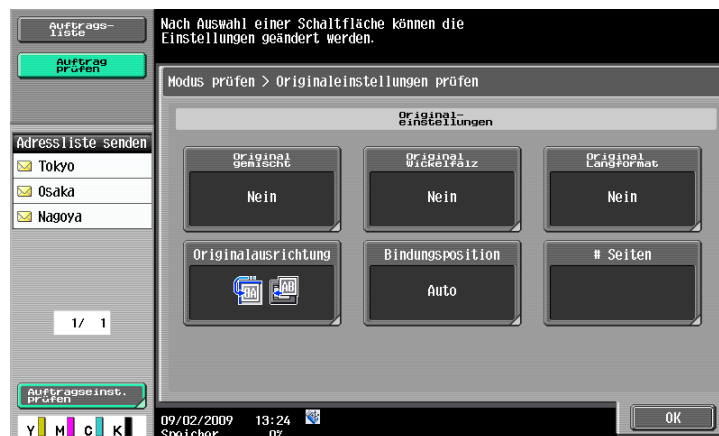 Auftrags-
liste
Auftrag
prüfen
Nach Auswahl einer Schaltfläche können die
Einstellungen geändert werden.
Modus prüfen > Originaleinstellungen prüfen
Original-
einstellungen
Adressliste senden
Tokyo
Osaka
Nagoya
Original
gemischt
Nein
Original
Wickelfalz
Nein
Original
Langformat
Nein
Originalausrichtung
Bindungsposition
Auto
# Seiten
1/ 1
Auftragseinst.
prüfen
Y M C K
09/02/2009 13:24
Speicher 0%
OK